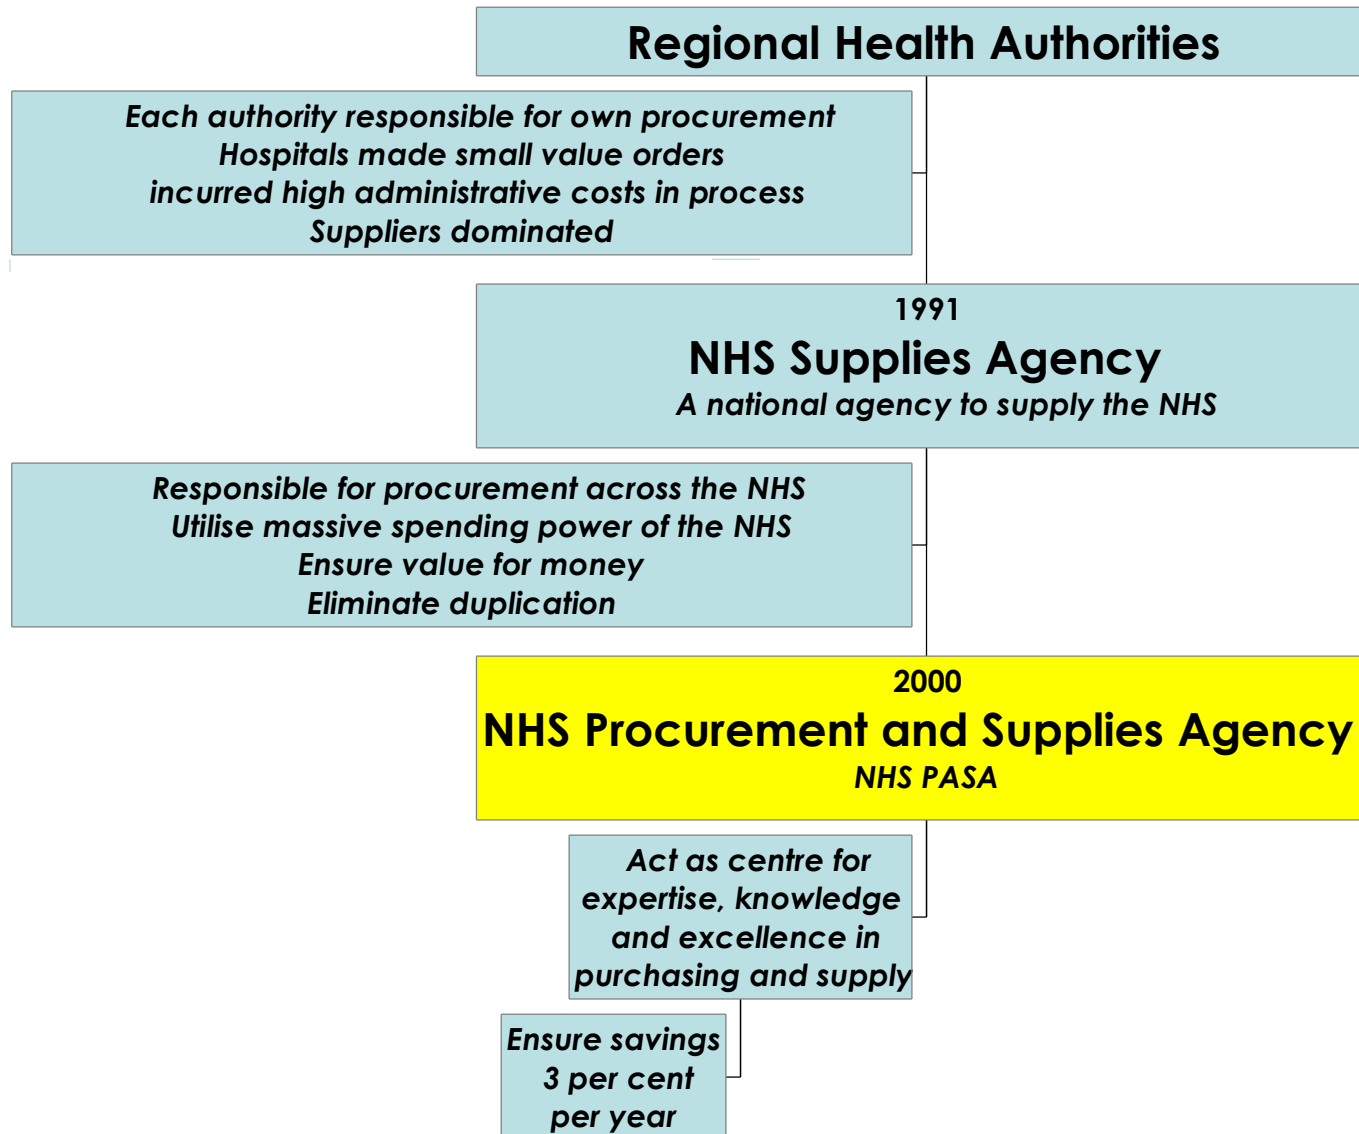 Regional Health Authorities
Each authority responsible for own procurement
Hospitals made small value orders
incurred high administrative costs in process
Suppliers dominated
1991
NHS Supplies Agency
A national agency to supply the NHS
Responsible for procurement across the NHS
Utilise massive spending power of the NHS
Ensure value for money
Eliminate duplication
2000
NHS Procurement and Supplies Agency
NHS PASA
Act as centre for
expertise, knowledge
and excellence in
purchasing and supply
Ensure savings
3 per cent
per year